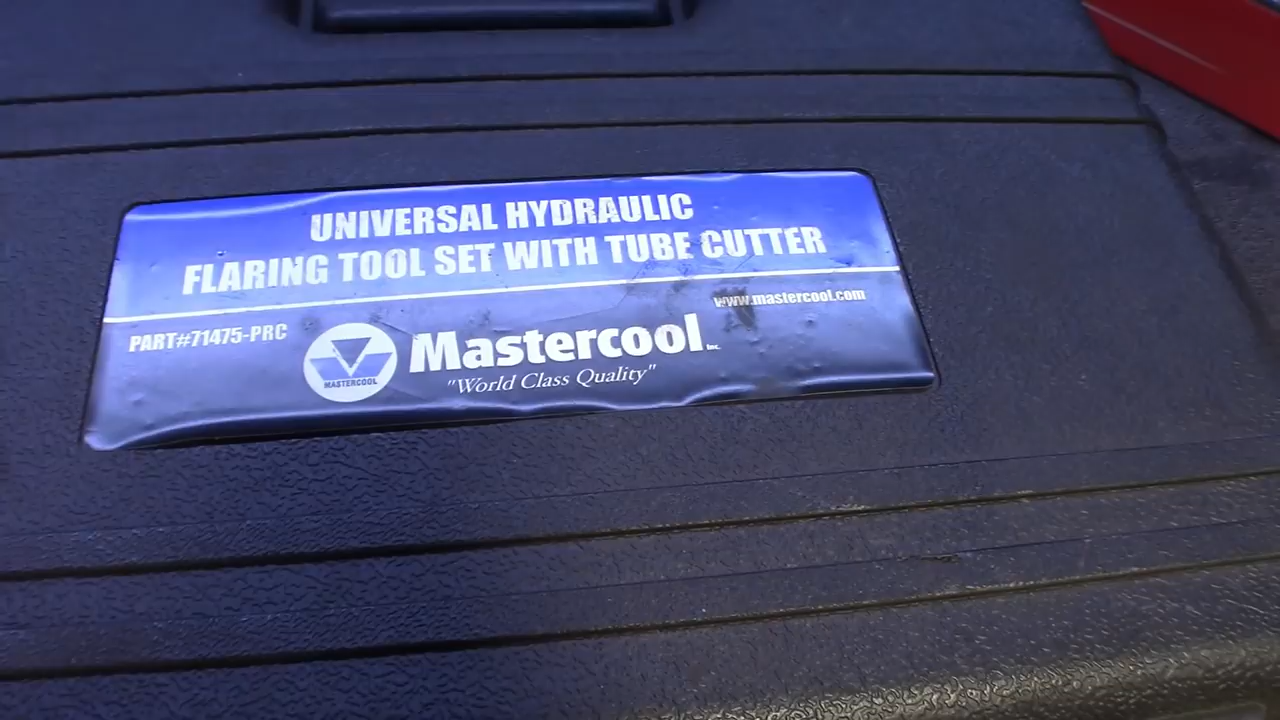 UNIVERSAL HYDRAULIC
FLARING TOOL SET WITH TUBE CUTTER
www.mastercool.com
PART#71475-PRC
MASTERCOOL
Mastercool Inc.
"World Class Quality"